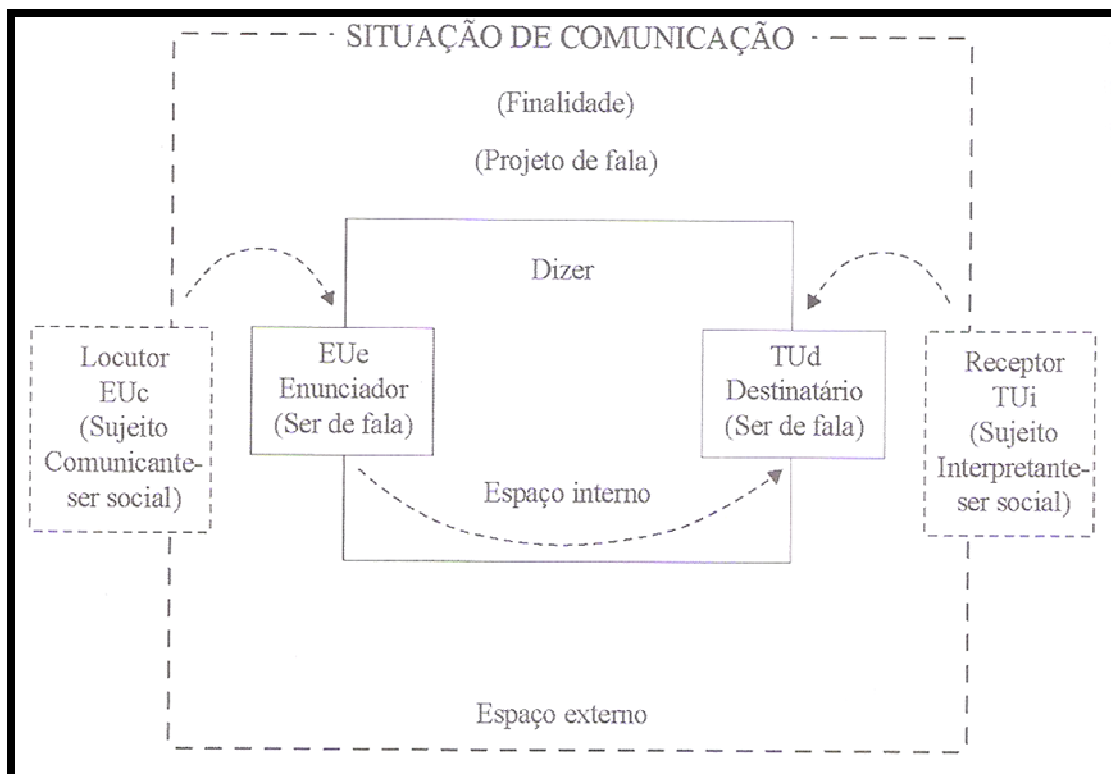 SITUAÇÃO DE COMUNICAÇÃO
(Finalidade)
(Projeto de fala)
Dizer
Locutor
EUc
(Sujeito
Comunicante-
ser social)
EUe
Enunciador
(Ser de fala)
TUd
Destinatário
(Ser de fala)
Receptor
TUi
(Sujeito
Interpretante-
ser social)
Espaço interno
Espaço externo